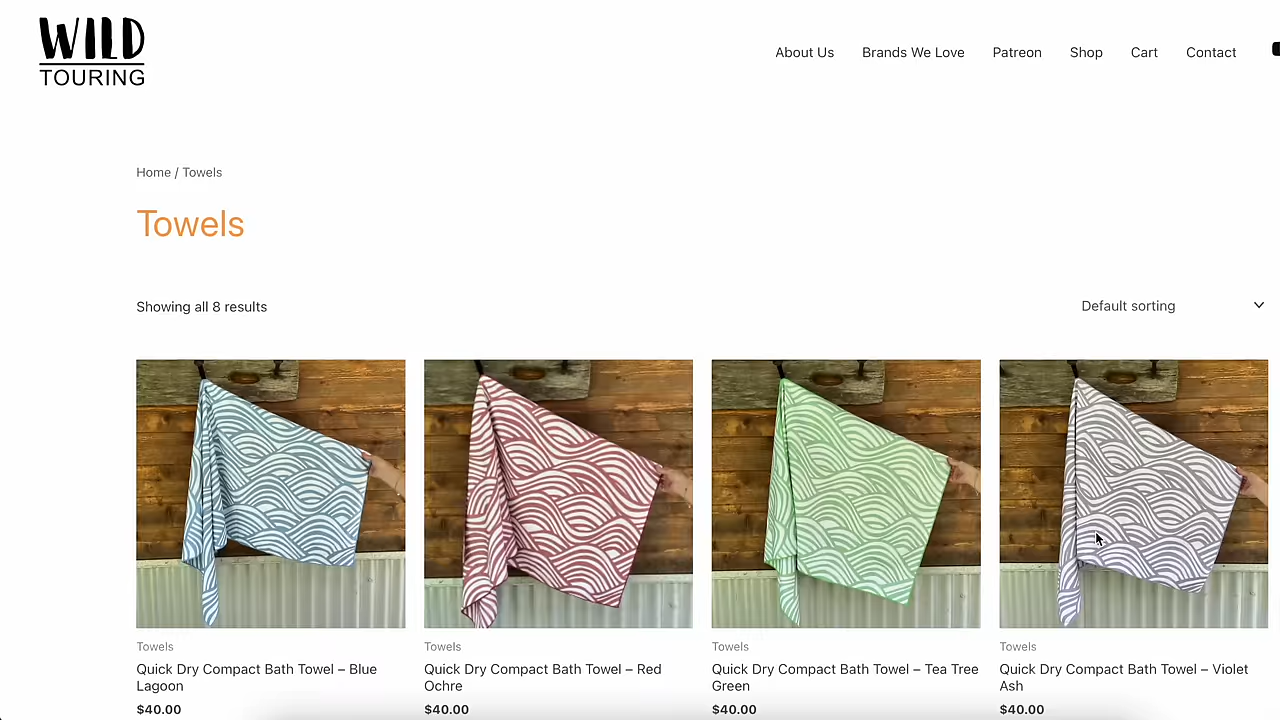 WILD
TOURING
About Us
Brands We Love
Patreon
Shop
Cart
Contact
Home / Towels
Towels
Showing all 8 results
Default sorting
Towels
Quick Dry Compact Bath Towel – Blue
Lagoon
$40.00
Towels
Quick Dry Compact Bath Towel – Red
Ochre
$40.00
Towels
Quick Dry Compact Bath Towel – Tea Tree
Green
$40.00
Towels
Quick Dry Compact Bath Towel – Violet
Ash
$40.00